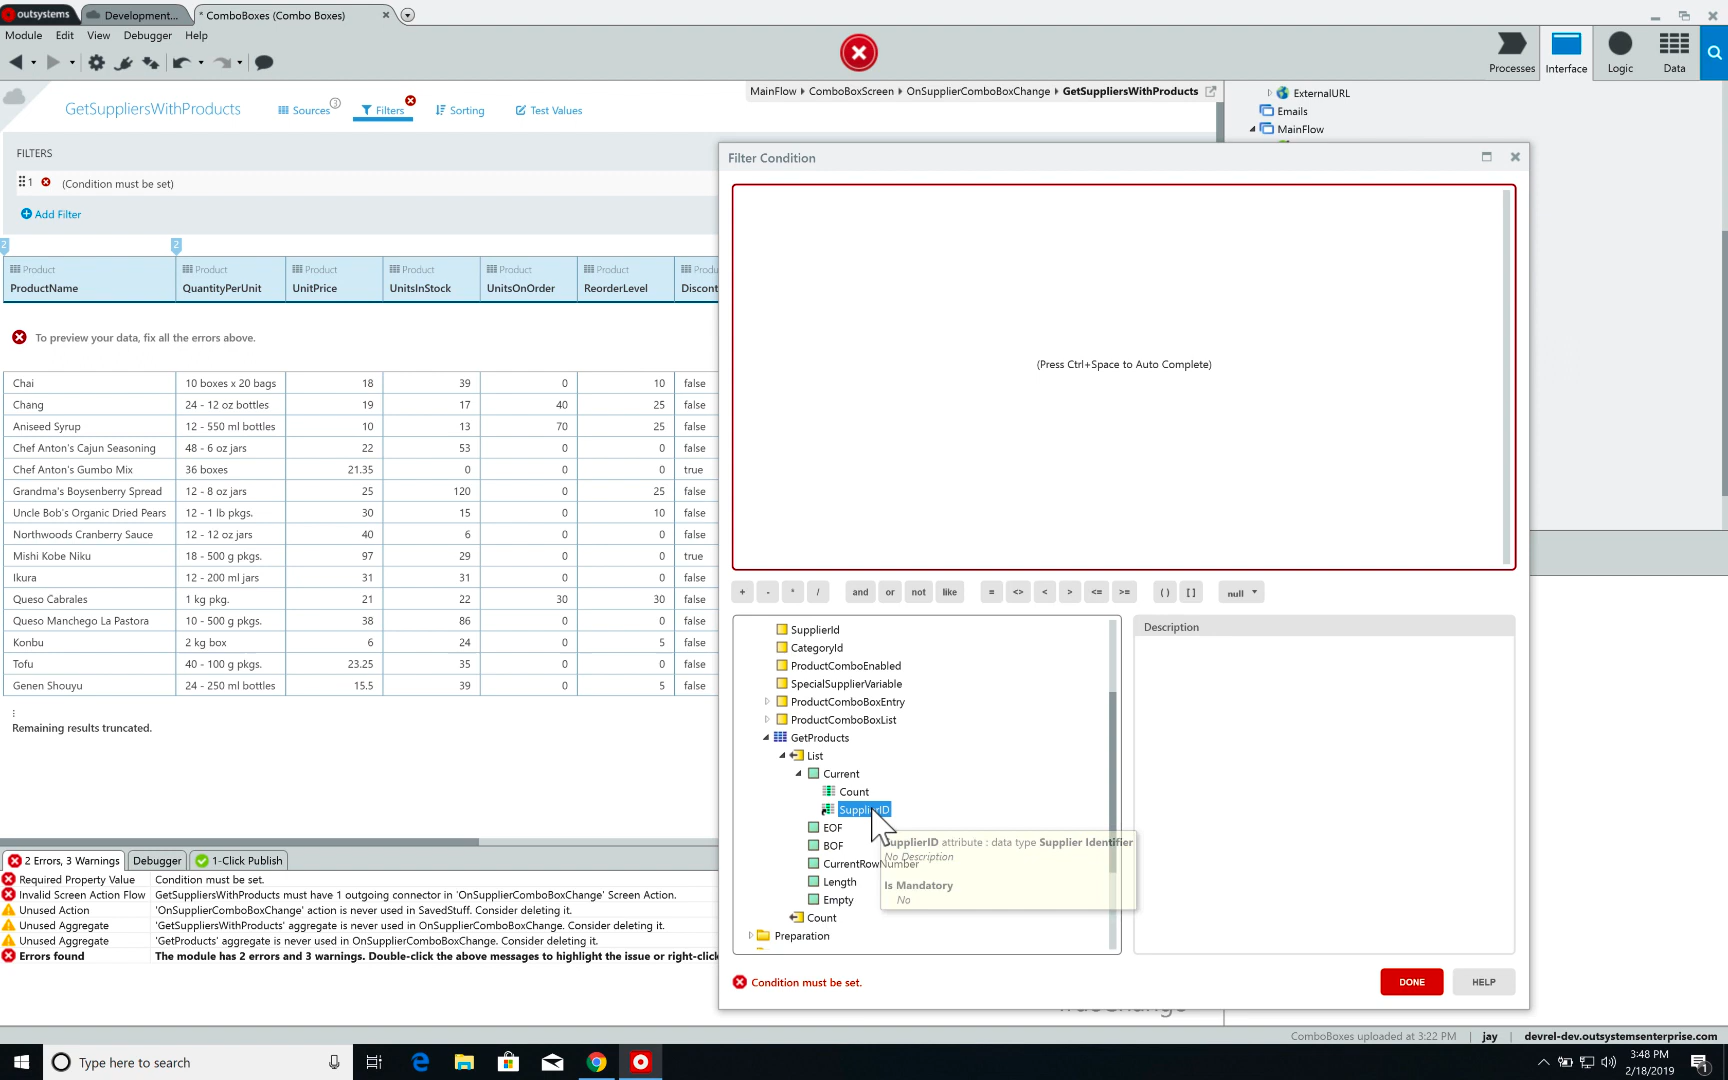 outsystems
Development...
* ComboBoxes (Combo Boxes)
Module Edit View Debugger Help
Processes Interface Logic Data
GetSuppliersWithProducts
Sources 3
Filters
Sorting
Test Values
MainFlow ComboBoxScreen OnSupplierComboBoxChange GetSuppliersWithProducts
ExternalURL
Emails
MainFlow
FILTERS
1 (Condition must be set)
Add Filter
2 2
Product Product Product Product Product Product Produ
ProductName QuantityPerUnit UnitPrice UnitsInStock UnitsOnOrder ReorderLevel Discont
To preview your data, fix all the errors above.
Chai 10 boxes x 20 bags 18 39 0 10 false
Chang 24 - 12 oz bottles 19 17 40 25 false
Aniseed Syrup 12 - 550 ml bottles 10 13 70 25 false
Chef Anton's Cajun Seasoning 48 - 6 oz jars 22 53 0 0 false
Chef Anton's Gumbo Mix 36 boxes 21.35 0 0 0 true
Grandma's Boysenberry Spread 12 - 8 oz jars 25 120 0 25 false
Uncle Bob's Organic Dried Pears 12 - 1 lb pkgs. 30 15 0 10 false
Northwoods Cranberry Sauce 12 - 12 oz jars 40 6 0 0 false
Mishi Kobe Niku 18 - 500 g pkgs. 97 29 0 0 true
Ikura 12 - 200 ml jars 31 31 0 0 false
Queso Cabrales 1 kg pkg. 21 22 30 30 false
Queso Manchego La Pastora 10 - 500 g pkgs. 38 86 0 0 false
Konbu 2 kg box 6 24 0 5 false
Tofu 40 - 100 g pkgs. 23.25 35 0 0 false
Genen Shouyu 24 - 250 ml bottles 15.5 39 0 5 false
Remaining results truncated.
Filter Condition
(Press Ctrl+Space to Auto Complete)
+ - * / and or not like = <> < > <= >= ( ) [ ] null
SupplierId
CategoryId
ProductComboEnabled
SpecialSupplierVariable
ProductComboBoxEntry
ProductComboBoxList
GetProducts
List
Current
Count
SupplierID
EOF
BOF
CurrentRowNumber
Length
Empty
Count
Preparation
SupplierID attribute : data type Supplier Identifier
No Description
Is Mandatory
No
Description
Condition must be set.
DONE HELP
2 Errors, 3 Warnings Debugger 1-Click Publish
Required Property Value Condition must be set.
Invalid Screen Action Flow GetSuppliersWithProducts must have 1 outgoing connector in 'OnSupplierComboBoxChange' Screen Action.
Unused Action 'OnSupplierComboBoxChange' action is never used in SavedStuff. Consider deleting it.
Unused Aggregate 'GetSuppliersWithProducts' aggregate is never used in OnSupplierComboBoxChange. Consider deleting it.
Unused Aggregate 'GetProducts' aggregate is never used in OnSupplierComboBoxChange. Consider deleting it.
Errors found The module has 2 errors and 3 warnings. Double-click the above messages to highlight the issue or right-click
ComboBoxes uploaded at 3:22 PM jay devrel-dev.outsystemsenterprise.com
Type here to search
3:48 PM
2/18/2019
1